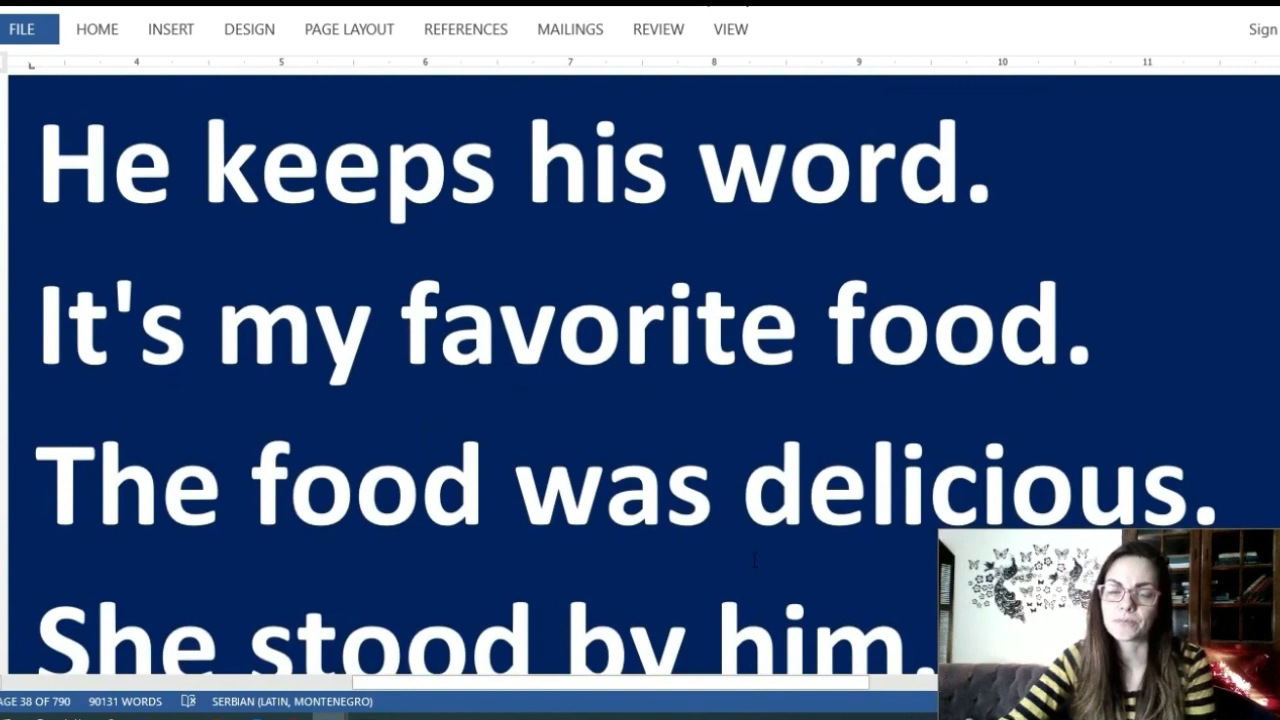 FILE HOME INSERT DESIGN PAGE LAYOUT REFERENCES MAILINGS REVIEW VIEW Sign
4 5 6 7 8 9 10 11
He keeps his word.
It's my favorite food.
The food was delicious.
She stood by him.
AGE 38 OF 790 90131 WORDS SERBIAN (LATIN, MONTENEGRO)